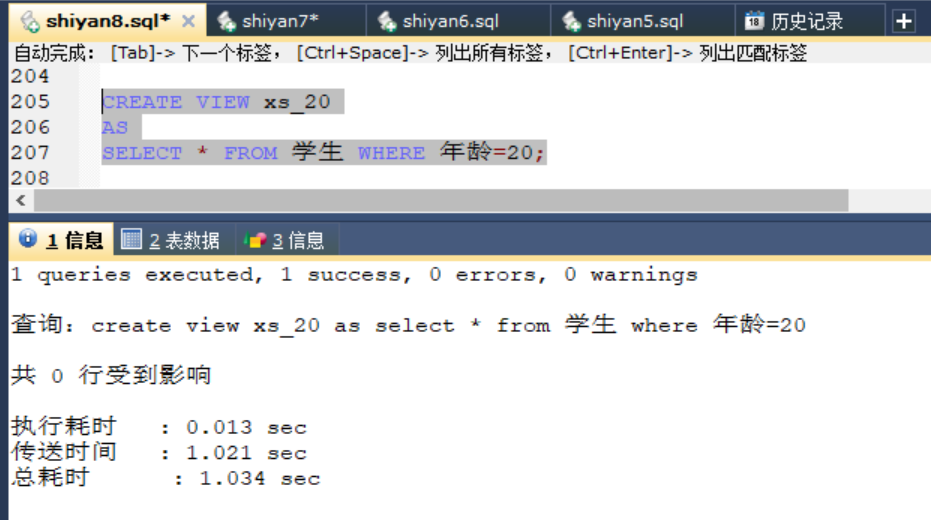 shiyan8.sql* × shiyan7* shiyan6.sql shiyan5.sql 18 历史记录 +
自动完成: [Tab]-> 下一个标签, [Ctrl+Space]-> 列出所有标签, [Ctrl+Enter]-> 列出匹配标签
204
205 CREATE VIEW xs_20
206 AS
207 SELECT * FROM 学生 WHERE 年龄=20;
208
1 信息 2 表数据 3 信息
1 queries executed, 1 success, 0 errors, 0 warnings
查询: create view xs_20 as select * from 学生 where 年龄=20
共 0 行受到影响
执行耗时 : 0.013 sec
传送时间 : 1.021 sec
总耗时 : 1.034 sec